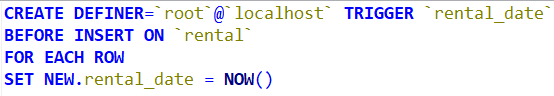 CREATE DEFINER=`root`@`localhost` TRIGGER `rental_date`
BEFORE INSERT ON `rental`
FOR EACH ROW
SET NEW.rental_date = NOW()